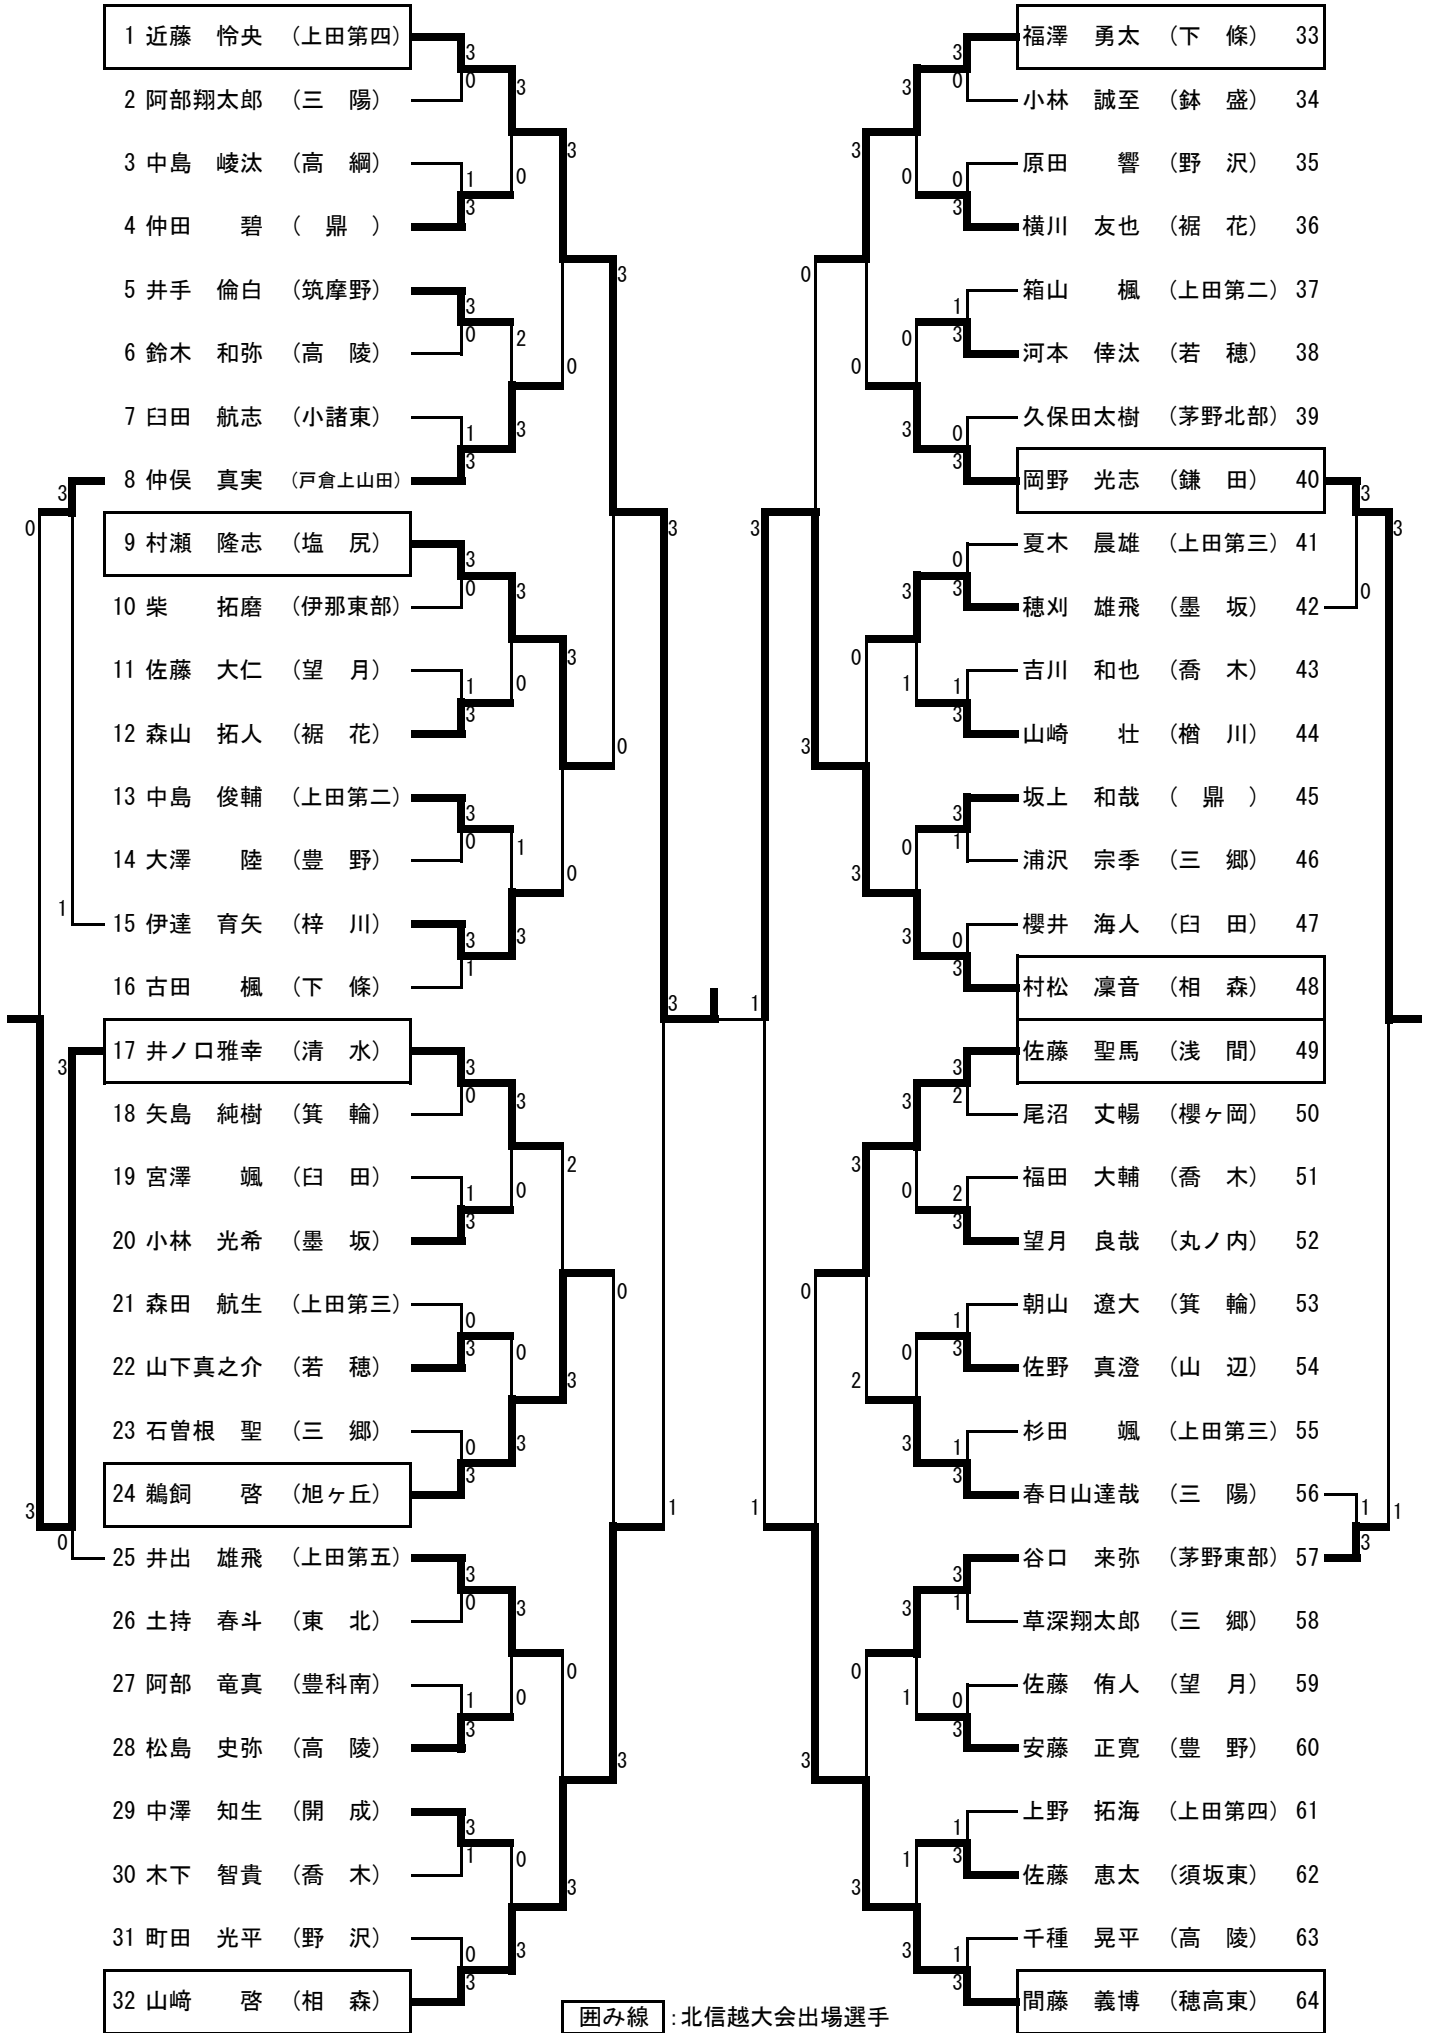 1 近藤　怜央　(上田第四)
2 阿部翔太郎　(三　陽)
3 中島　崚汰　(高　綱)
4 仲田　　碧　(　鼎　)
5 井手　倫白　(筑摩野)
6 鈴木　和弥　(高　陵)
7 臼田　航志　(小諸東)
8 仲俣　真実　(戸倉上山田)
9 村瀬　隆志　(塩　尻)
10 柴　　拓磨　(伊那東部)
11 佐藤　大仁　(望　月)
12 森山　拓人　(裾　花)
13 中島　俊輔　(上田第二)
14 大澤　　陸　(豊　野)
15 伊達　育矢　(梓　川)
16 古田　　楓　(下　條)
17 井ノ口雅幸　(清　水)
18 矢島　純樹　(箕　輪)
19 宮澤　　颯　(臼　田)
20 小林　光希　(墨　坂)
21 森田　航生　(上田第三)
22 山下真之介　(若　穂)
23 石曽根　聖　(三　郷)
24 鵜飼　　啓　(旭ヶ丘)
25 井出　雄飛　(上田第五)
26 土持　春斗　(東　北)
27 阿部　竜真　(豊科南)
28 松島　史弥　(高　陵)
29 中澤　知生　(開　成)
30 木下　智貴　(喬　木)
31 町田　光平　(野　沢)
32 山﨑　　啓　(相　森)
福澤　勇太　(下　條)　33
小林　誠至　(鉢　盛)　34
原田　　響　(野　沢)　35
横川　友也　(裾　花)　36
箱山　　楓　(上田第二) 37
河本　倖汰　(若　穂)　38
久保田太樹　(茅野北部) 39
岡野　光志　(鎌　田)　40
夏木　晨雄　(上田第三) 41
穂刈　雄飛　(墨　坂)　42
吉川　和也　(喬　木)　43
山崎　　壮　(楢　川)　44
坂上　和哉　(　鼎　)　45
浦沢　宗季　(三　郷)　46
櫻井　海人　(臼　田)　47
村松　凜音　(相　森)　48
佐藤　聖馬　(浅　間)　49
尾沼　丈暢　(櫻ヶ岡)　50
福田　大輔　(喬　木)　51
望月　良哉　(丸ノ内)　52
朝山　遼大　(箕　輪)　53
佐野　真澄　(山　辺)　54
杉田　　颯　(上田第三) 55
春日山達哉　(三　陽)　56
谷口　来弥　(茅野東部) 57
草深翔太郎　(三　郷)　58
佐藤　侑人　(望　月)　59
安藤　正寛　(豊　野)　60
上野　拓海　(上田第四) 61
佐藤　恵太　(須坂東)　62
千種　晃平　(高　陵)　63
間藤　義博　(穂高東)　64
囲み線 :北信越大会出場選手